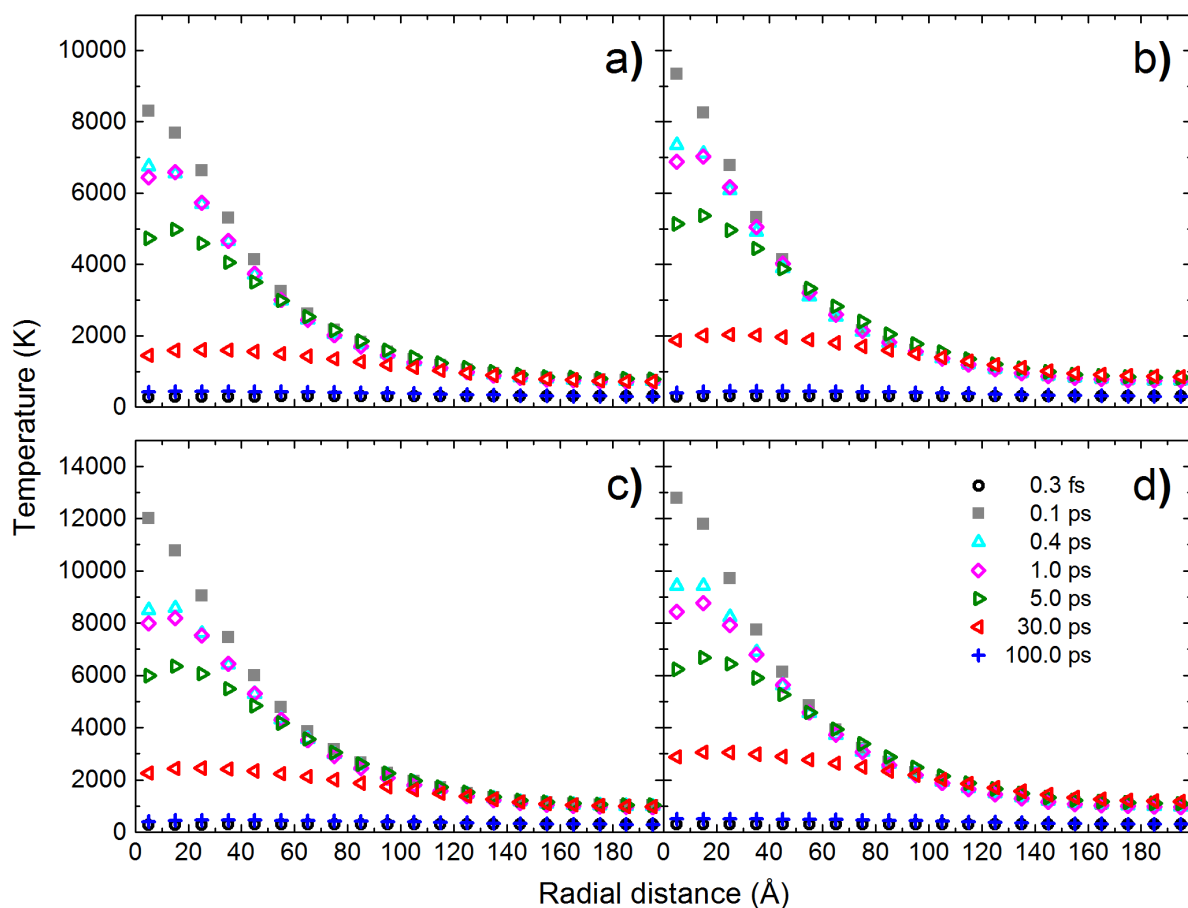 a)
b)
10000
8000
6000
4000
2000
0
Temperature (K)
c)
d)
14000
12000
10000
8000
6000
4000
2000
0
0.3 fs
0.1 ps
0.4 ps
1.0 ps
5.0 ps
30.0 ps
100.0 ps
0 20 40 60 80 100 120 140 160 180 0 20 40 60 80 100 120 140 160 180
Radial distance (Å)